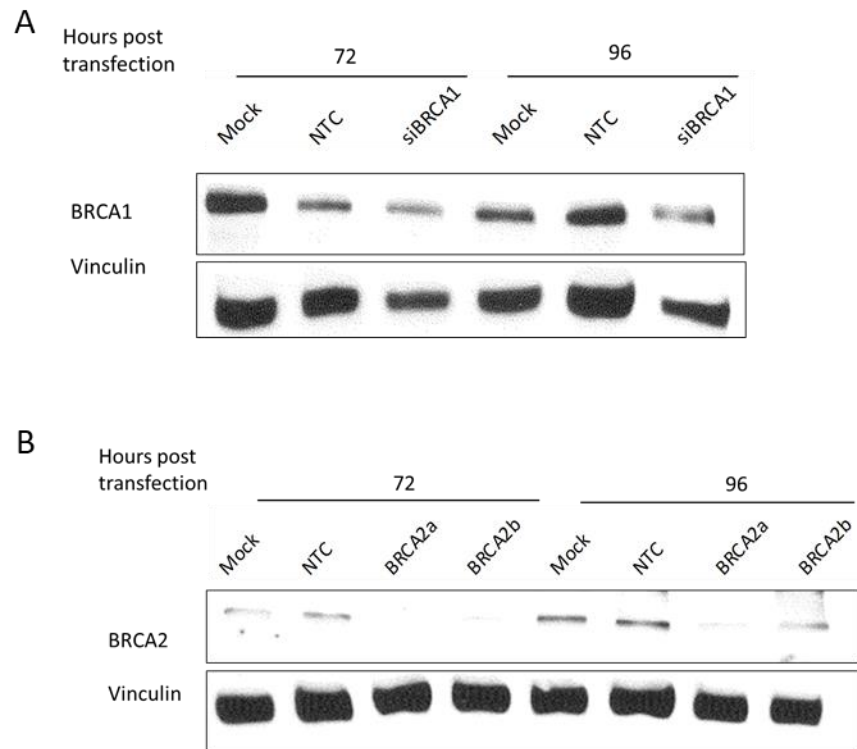 A
Hours post
transfection
72
96
Mock
NTC
siBRCA1
Mock
NTC
siBRCA1
BRCA1
Vinculin
B
Hours post
transfection
72
96
Mock
NTC
BRCA2a
BRCA2b
Mock
NTC
BRCA2a
BRCA2b
BRCA2
Vinculin